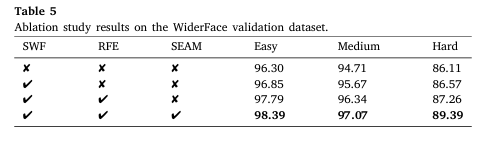 Table 5
Ablation study results on the WiderFace validation dataset.
SWF RFE SEAM Easy Medium Hard
✘ ✘ ✘ 96.30 94.71 86.11
✔ ✘ ✘ 96.85 95.67 86.57
✔ ✔ ✘ 97.79 96.34 87.26
✔ ✔ ✔ 98.39 97.07 89.39